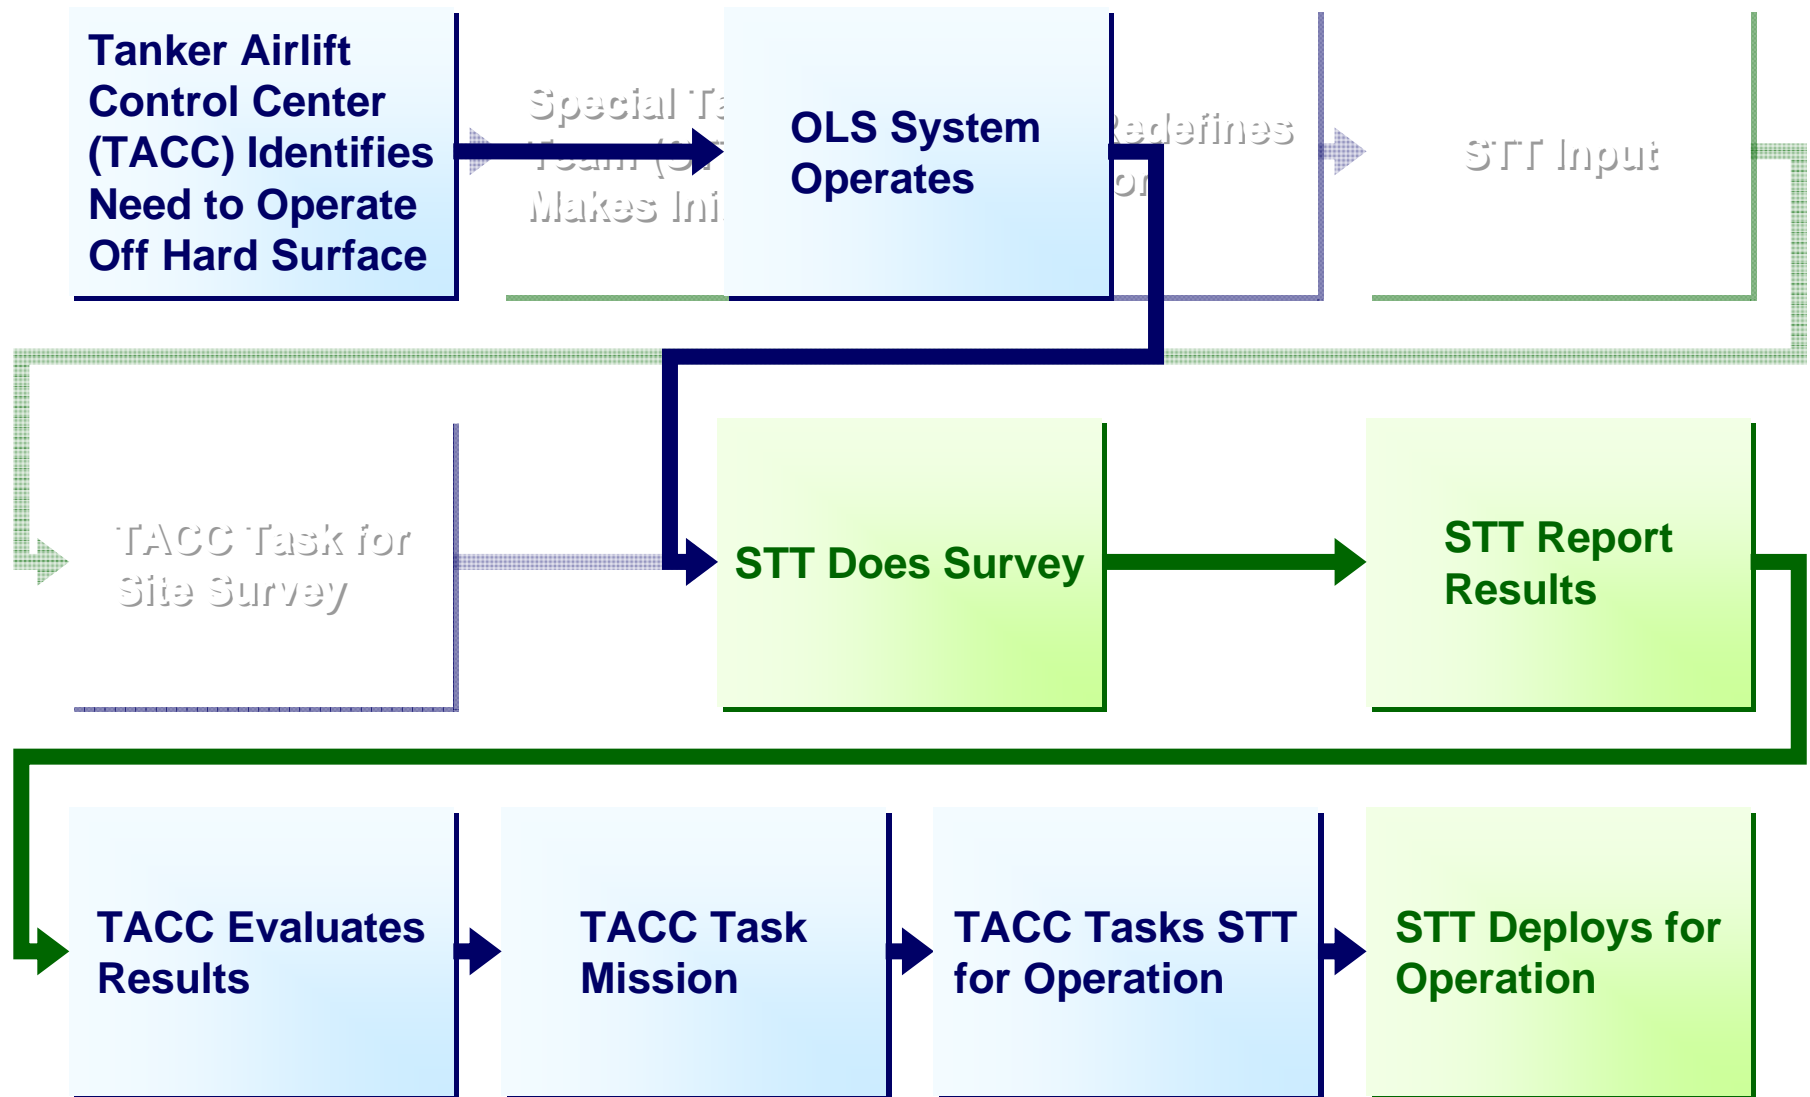 Tanker Airlift
Control Center
(TACC) Identifies
Need to Operate
Off Hard Surface
Special
Team
Makes
OLS System
Operates
Redefines
STT Input
TACC Task for
Site Survey
STT Does Survey
STT Report
Results
TACC Evaluates
Results
TACC Task
Mission
TACC Tasks STT
for Operation
STT Deploys for
Operation